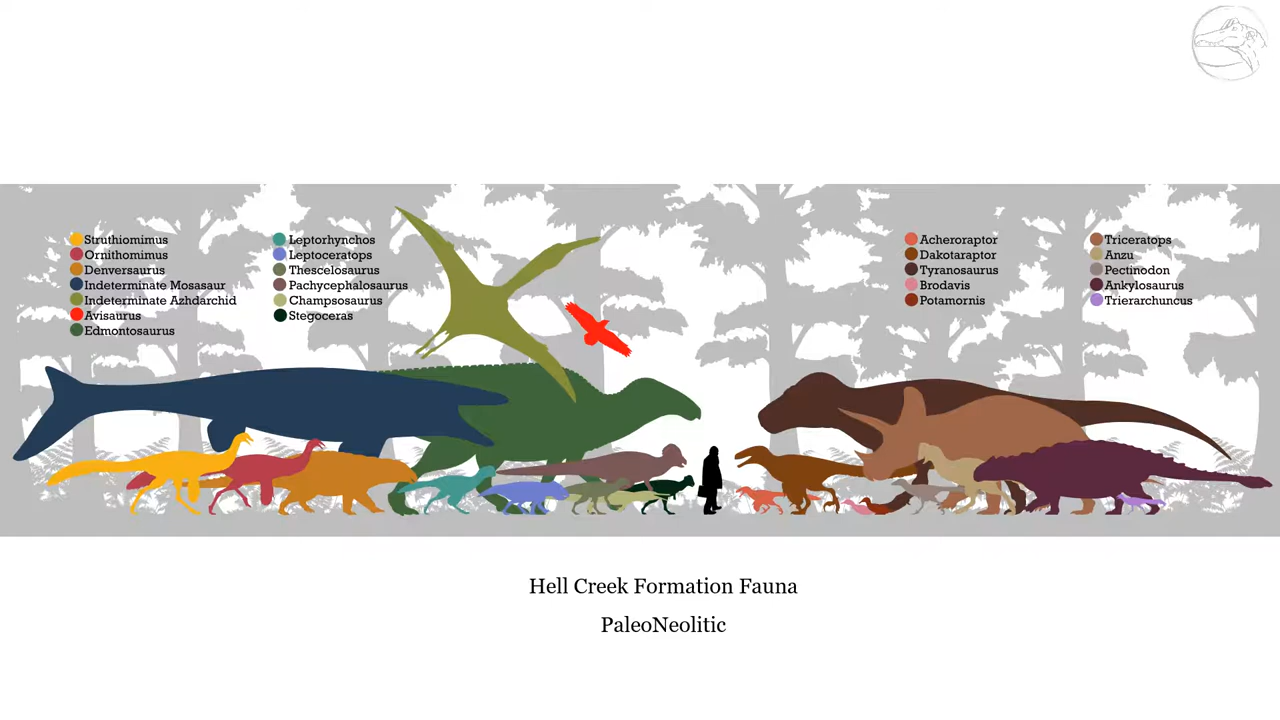 Struthiomimus
Ornithomimus
Denversaurus
Indeterminate Mosasaur
Indeterminate Azhdarchid
Avisaurus
Edmontosaurus
Leptorhynchos
Leptoceratops
Thescelosaurus
Pachycephalosaurus
Champsosaurus
Stegoceras
Acheroraptor
Dakotaraptor
Tyranosaurus
Brodavis
Potamornis
Triceratops
Anzu
Pectinodon
Ankylosaurus
Trierarchuncus
Hell Creek Formation Fauna
PaleoNeolitic